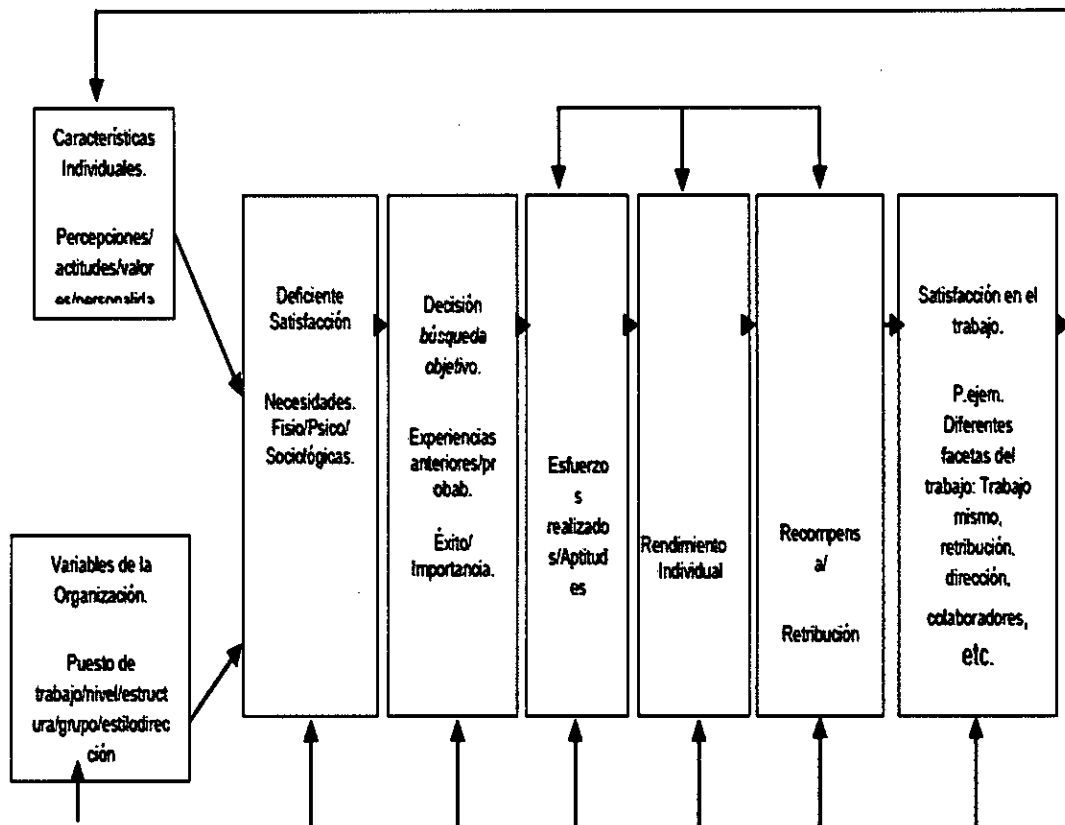 Características
Individuales.
Percepciones/
actitudes/valor
es/personalida
Variables de la
Organización.
Puesto de
trabajo/nivel/estruct
ura/grupo/estilodirec
ción
Deficiente
Satisfacción
Necesidades.
Fisio/Psico/
Sociológicas.
Decisión
búsqueda
objetivo.
Experiencias
anteriores/pr
obab.
Éxito/
Importancia.
Esfuerzo
s
realizado
s/Aptitud
es
Rendimiento
Individual
Recompens
a/
Retribución
Satisfacción en el
trabajo.
P.ejem.
Diferentes
facetas del
trabajo: Trabajo
mismo,
retribución,
dirección,
colaboradores,
etc.